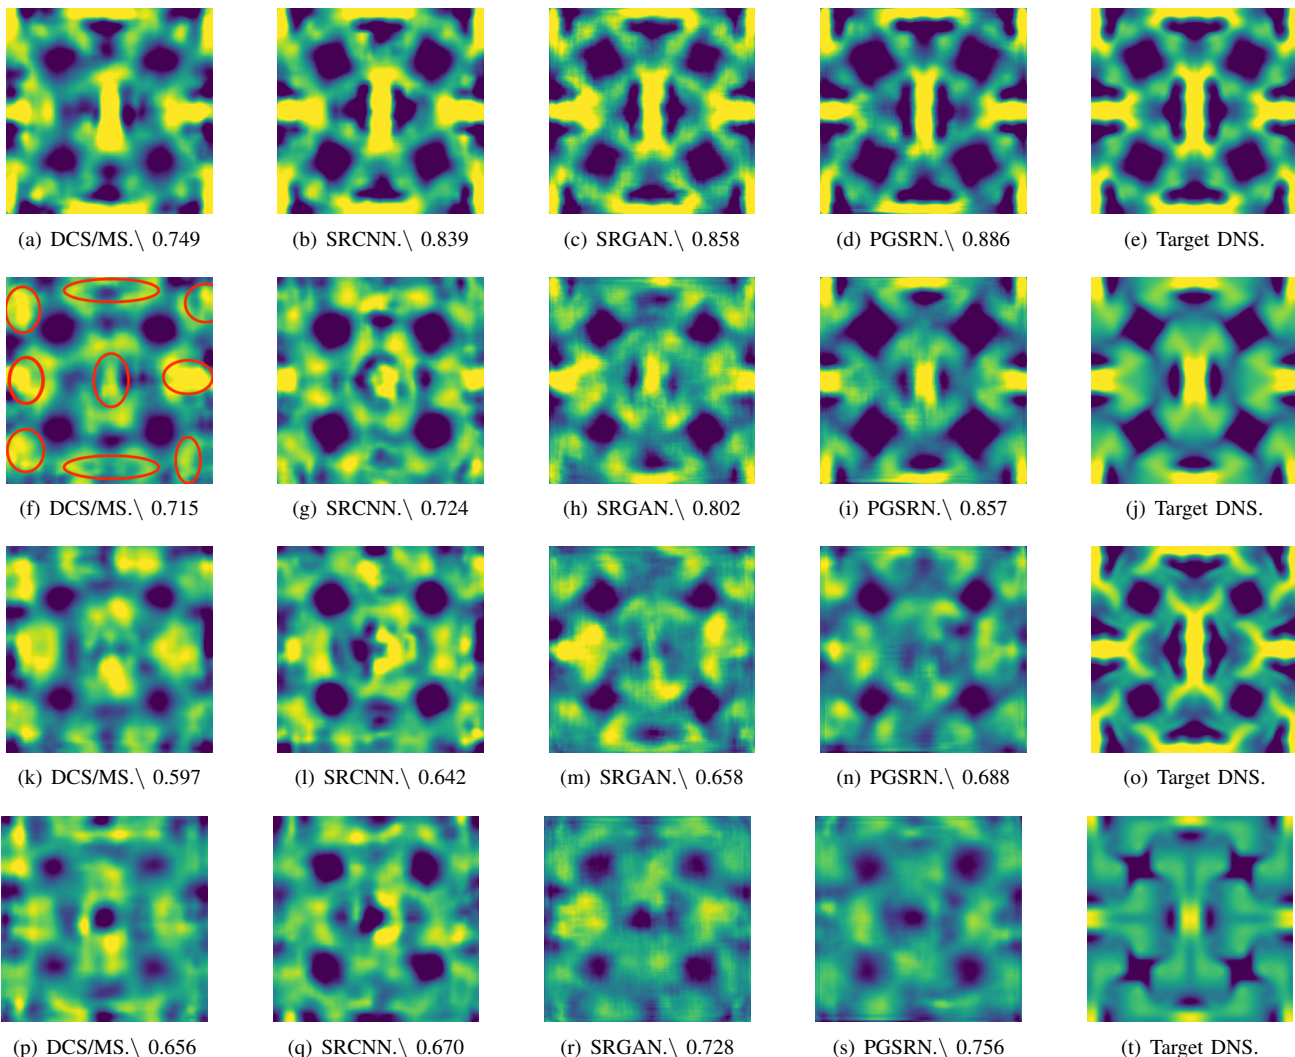 (a) DCS/MS.\ 0.749
(b) SRCNN.\ 0.839
(c) SRGAN.\ 0.858
(d) PGSRN.\ 0.886
(e) Target DNS.
(f) DCS/MS.\ 0.715
(g) SRCNN.\ 0.724
(h) SRGAN.\ 0.802
(i) PGSRN.\ 0.857
(j) Target DNS.
(k) DCS/MS.\ 0.597
(l) SRCNN.\ 0.642
(m) SRGAN.\ 0.658
(n) PGSRN.\ 0.688
(o) Target DNS.
(p) DCS/MS.\ 0.656
(q) SRCNN.\ 0.670
(r) SRGAN.\ 0.728
(s) PGSRN.\ 0.756
(t) Target DNS.